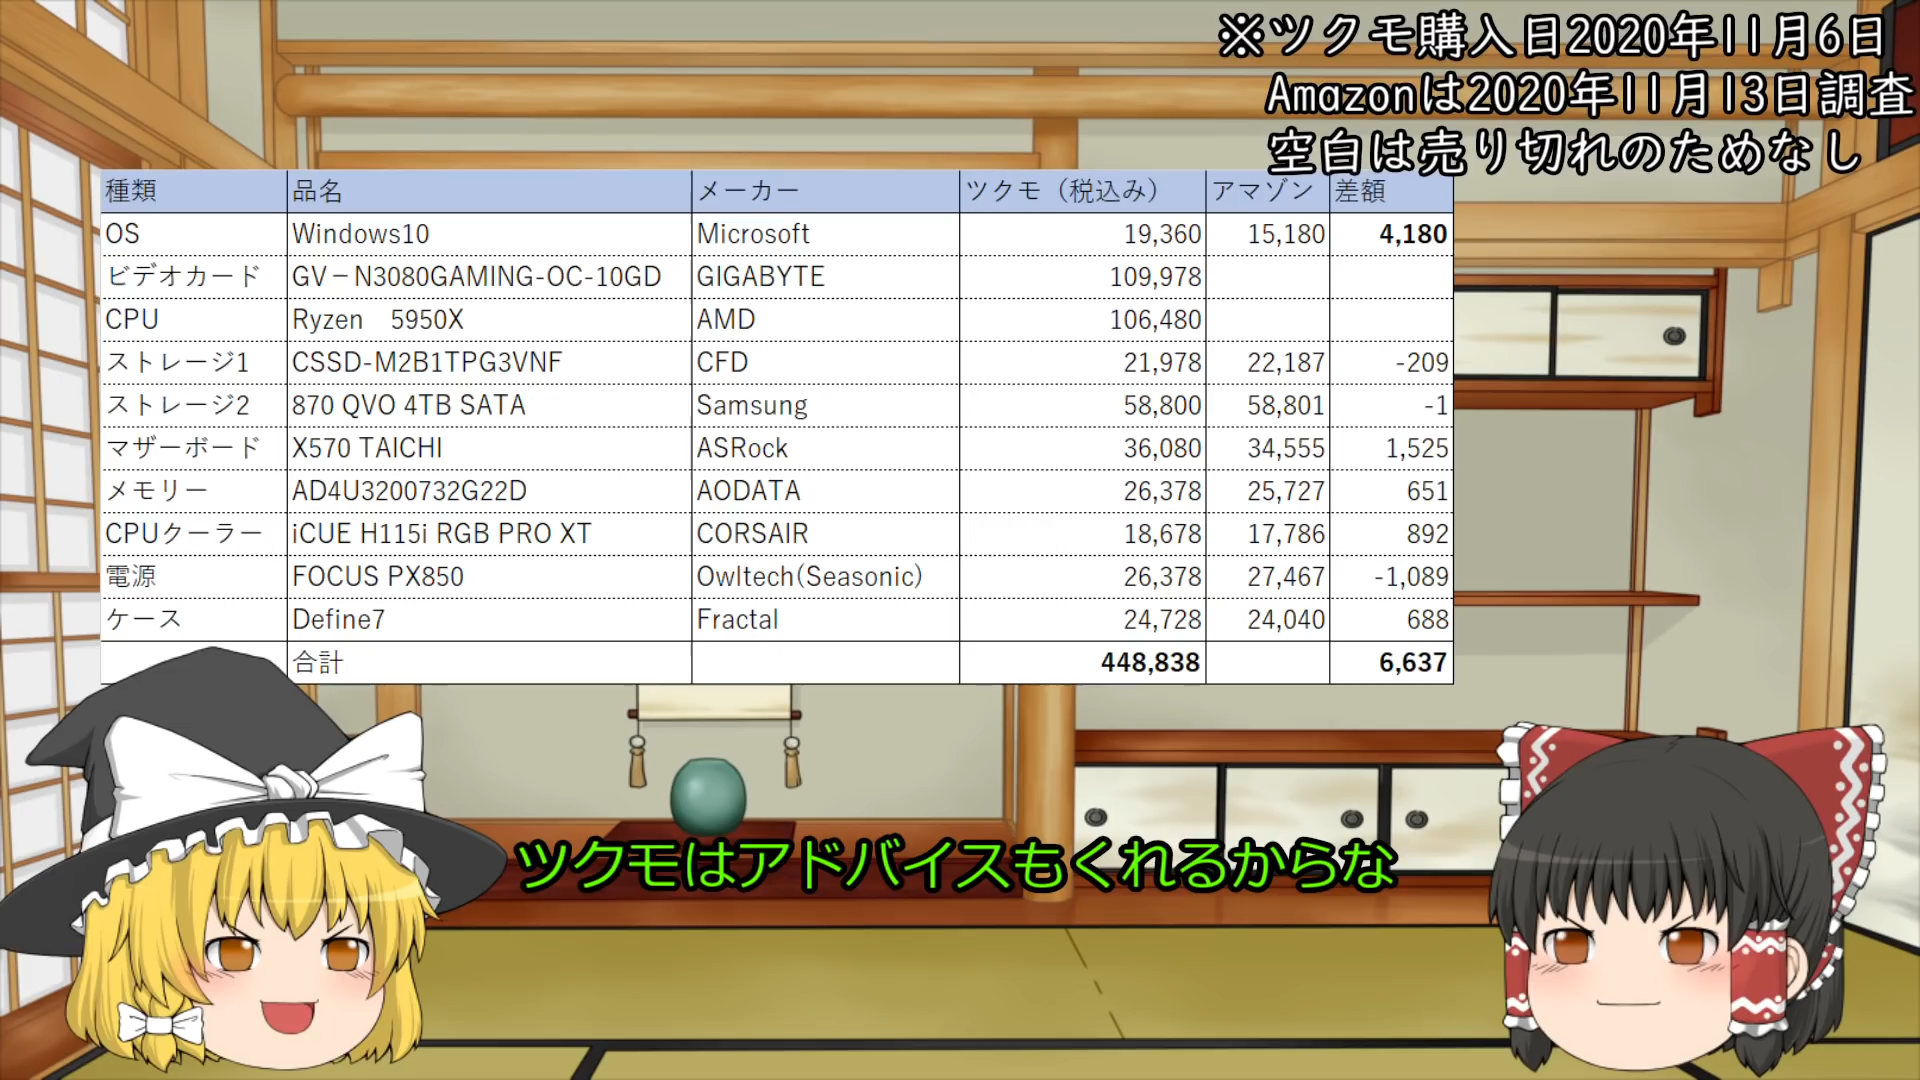 ※ツクモ購入日2020年11月6日
Amazonは2020年11月13日調査
空白は売り切れのためなし
種類 品名 メーカー ツクモ（税込み） アマゾン 差額
OS Windows10 Microsoft 19,360 15,180 4,180
ビデオカード GV－N3080GAMING-OC-10GD GIGABYTE 109,978
CPU Ryzen　5950X AMD 106,480
ストレージ1 CSSD-M2B1TPG3VNF CFD 21,978 22,187 -209
ストレージ2 870 QVO 4TB SATA Samsung 58,800 58,801 -1
マザーボード X570 TAICHI ASRock 36,080 34,555 1,525
メモリー AD4U3200732G22D AODATA 26,378 25,727 651
CPUクーラー iCUE H115i RGB PRO XT CORSAIR 18,678 17,786 892
電源 FOCUS PX850 Owltech(Seasonic) 26,378 27,467 -1,089
ケース Define7 Fractal 24,728 24,040 688
合計 448,838 6,637
ツクモはアドバイスもくれるからな